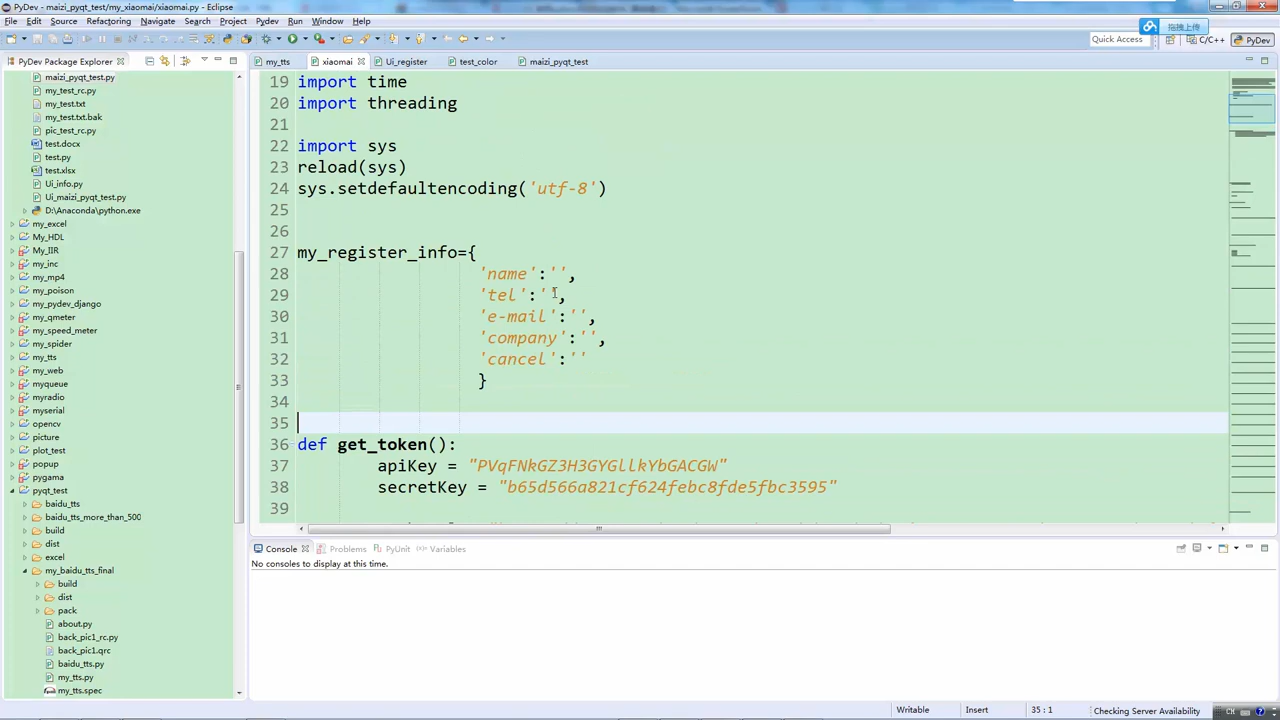 PyDev - maizi_pyqt_test/my_xiaomai/xiaomai.py - Eclipse
File Edit Source Refactoring Navigate Search Project Pydev Run Window Help
拖拽上传
Quick Access
C/C++
PyDev
PyDev Package Explorer
my_tts
xiaomai
Ui_register
test_color
maizi_pyqt_test
maizi_pyqt_test.py
my_test_rc.py
my_test.txt
my_test.txt.bak
pic_test_rc.py
test.docx
test.py
test.xlsx
Ui_info.py
Ui_maizi_pyqt_test.py
D:\Anaconda\python.exe
my_excel
My_HDL
My_IIR
my_inc
my_mp4
my_poison
my_pydev_django
my_qmeter
my_speed_meter
my_spider
my_tts
my_web
myqueue
myradio
myserial
opencv
picture
plot_test
popup
pygama
pyqt_test
baidu_tts
baidu_tts_more_than_500
build
dist
excel
my_baidu_tts_final
build
dist
pack
about.py
back_pic1_rc.py
back_pic1.qrc
baidu_tts.py
my_tts.py
my_tts.spec
19 import time
20 import threading
21
22 import sys
23 reload(sys)
24 sys.setdefaultencoding('utf-8')
25
26
27 my_register_info={
28 'name':'',
29 'tel':'',
30 'e-mail':'',
31 'company':'',
32 'cancel':''
33 }
34
35
36 def get_token():
37 apiKey = "PVqFNkGZ3H3GYGllkYbGACGW"
38 secretKey = "b65d566a821cf624febc8fde5fbc3595"
39
Console
Problems
PyUnit
Variables
No consoles to display at this time.
Writable
Insert
35 : 1
Checking Server Availability
CH